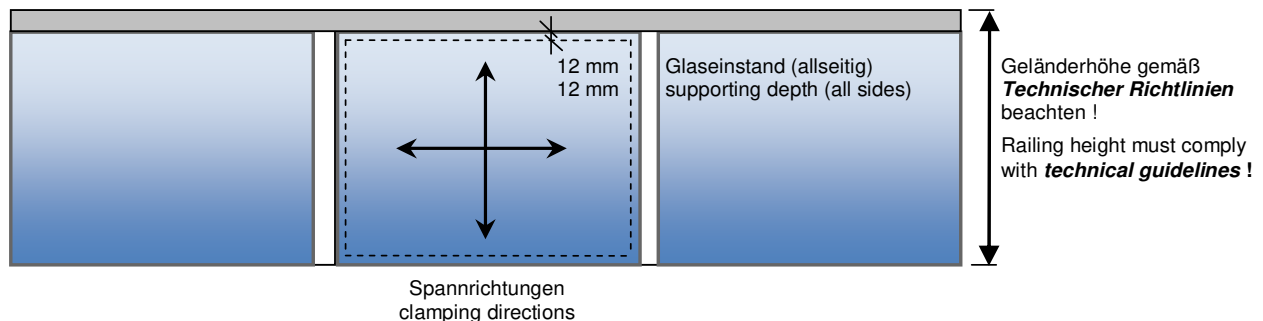 12 mm
12 mm
Glaseinstand (allseitig)
supporting depth (all sides)
Geländerhöhe gemäß
Technischer Richtlinien
beachten !
Railing height must comply
with technical guidelines !
Spannrichtungen
clamping directions